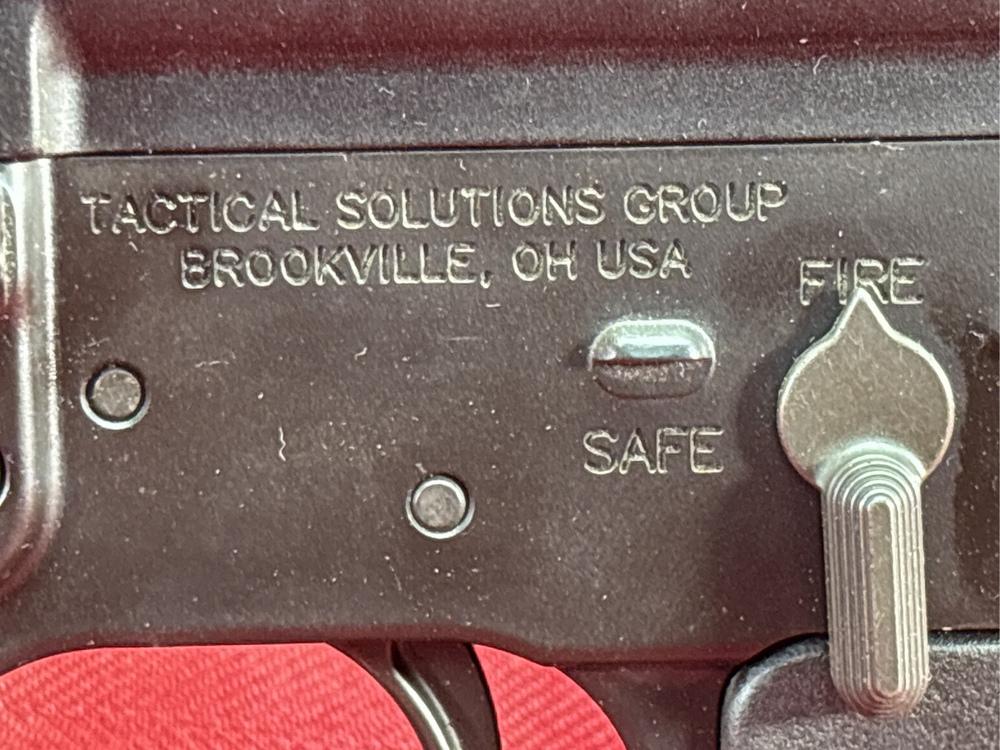 TACTICAL SOLUTIONS GROUP
BROOKVILLE, OH USA
FIRE
SAFE